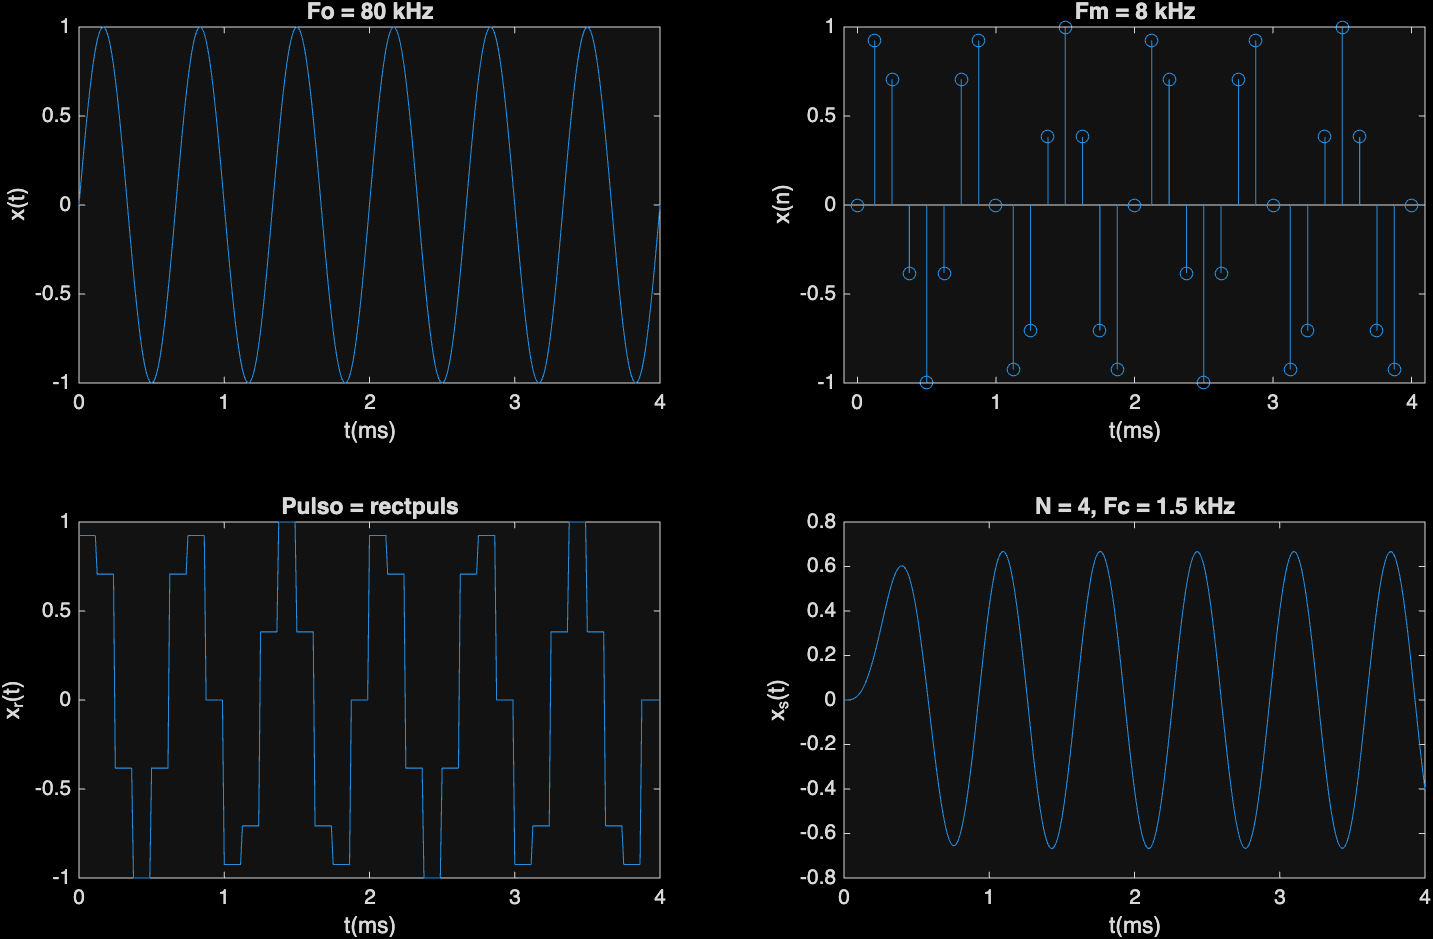 Fo = 80 kHz
1
0.5
0
-0.5
-1
x(t)
0 1 2 3 4
t(ms)
Fm = 8 kHz
1
0.5
0
-0.5
-1
x(n)
0 1 2 3 4
t(ms)
Pulso = rectpuls
1
0.5
0
-0.5
-1
xr(t)
0 1 2 3 4
t(ms)
N = 4, Fc = 1.5 kHz
0.8
0.6
0.4
0.2
0
-0.2
-0.4
-0.6
-0.8
xs(t)
0 1 2 3 4
t(ms)